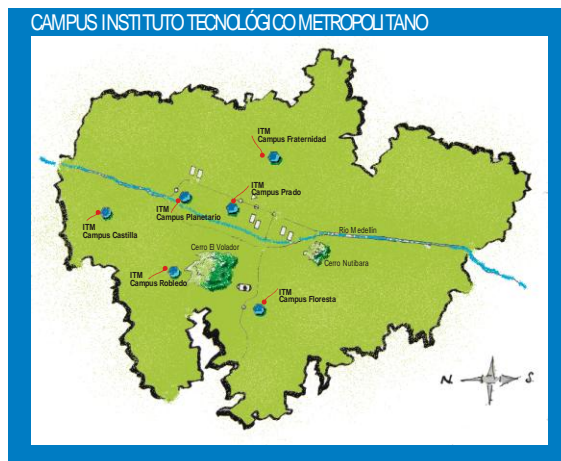 CAMPUS INSTITUTO TECNOLÓGICO METROPOLITANO
ITM
Campus Fraternidad
ITM
Campus Prado
ITM
Campus Planetario
ITM
Campus Castilla
Río Medellín
Cerro El Volador
Cerro Nutibara
ITM
Campus Robledo
ITM
Campus Floresta
N
S.